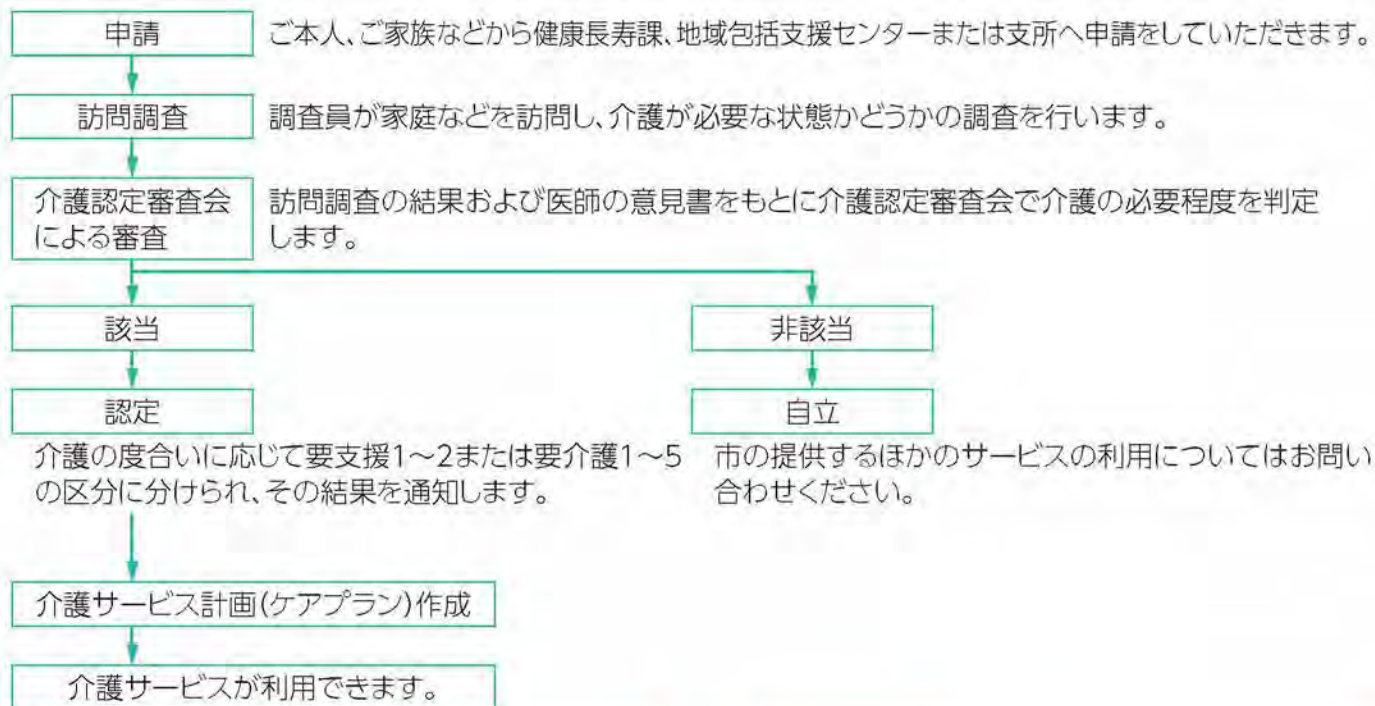 申請
ご本人、ご家族などから健康長寿課、地域包括支援センターまたは支所へ申請をしていただきます。
訪問調査
調査員が家庭などを訪問し、介護が必要な状態かどうかの調査を行います。
介護認定審査会
による審査
訪問調査の結果および医師の意見書をもとに介護認定審査会で介護の必要程度を判定
します。
該当
非該当
認定
自立
介護の度合いに応じて要支援1～2または要介護1～5
の区分に分けられ、その結果を通知します。
市の提供するほかのサービスの利用についてはお問い
合わせください。
介護サービス計画(ケアプラン)作成
介護サービスが利用できます。